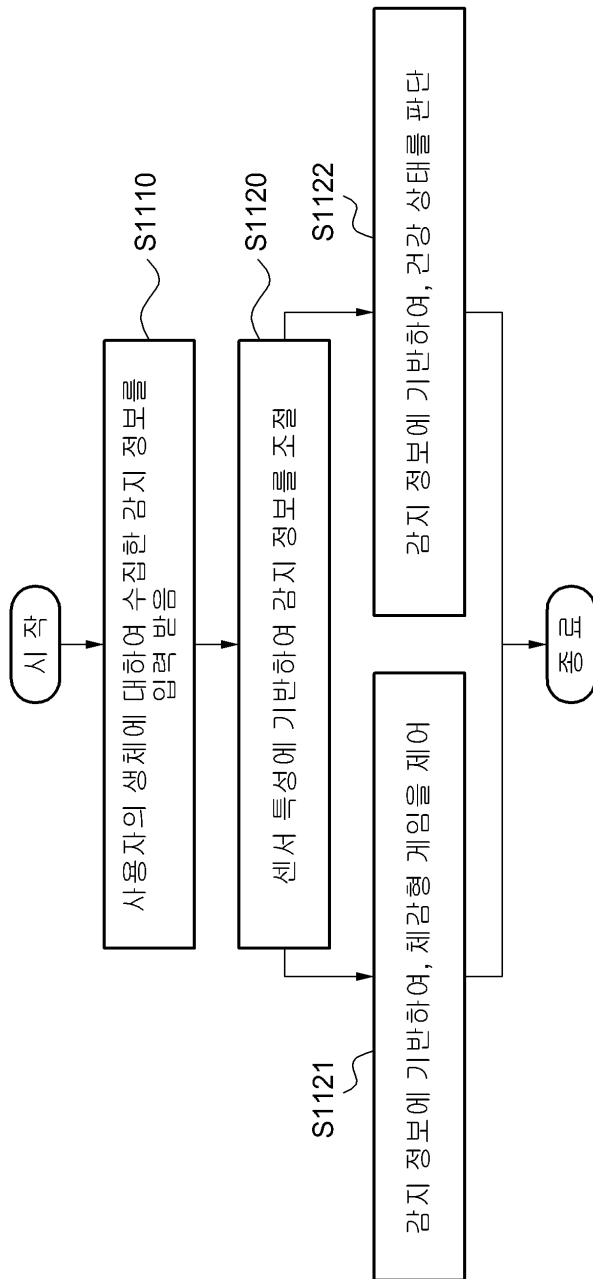 시작
사용자의 생체에 대하여 수집한 감지 정보를
입력 받음
S1110
센서 특성에 기반하여 감지 정보를 조절
S1120
감지 정보에 기반하여, 체감형 게임을 제어
S1121
감지 정보에 기반하여, 건강 상태를 판단
S1122
종료